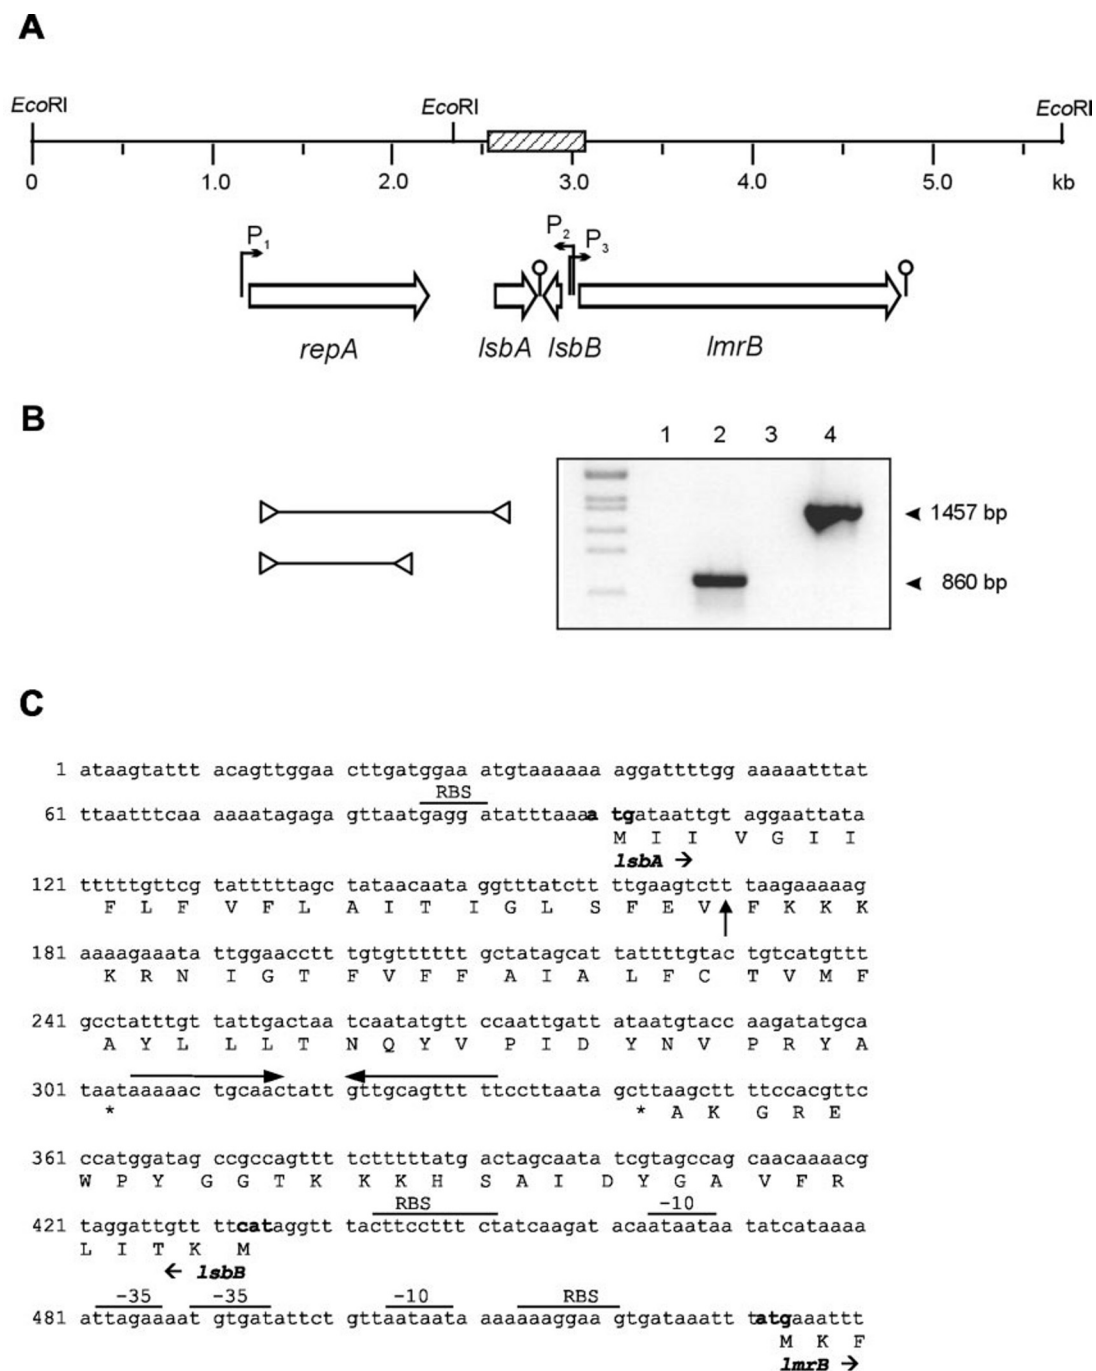 A
EcoRI EcoRI EcoRI
0 1.0 2.0 3.0 4.0 5.0 kb
P1 P2 P3
repA lsbA lsbB lmrB
B
1 2 3 4
1457 bp
860 bp
C
1 ataagtattt acagttggaa cttgatggaa atgtaaaaaa aggattttgg aaaaatttat
RBS
61 ttaatttcaa aaaatagaga gttaatgagg atatttaaaa tgataattgt aggaattata
M I I V G I I
lsbA →
121 tttttgttcg tatttttagc tataacaata ggtttatctt ttgaagtctt taagaaaaag
F L F V F L A I T I G L S F E V F K K K
181 aaaagaaata ttggaacctt tgtgtttttt gctatagcat tattttgtac tgtcatgttt
K R N I G T F V F F A I A L F C T V M F
241 gcctatttgt tattgactaa tcaatatgtt ccaattgatt ataatgtacc aagatatgca
A Y L L L T N Q Y V P I D Y N V P R Y A
301 taataaaaac tgcaactatt gttgcagttt ttccttaata gcttaagctt ttccacgttc
* * A K G R E
361 ccatggatag ccgccagttt tctttttatg actagcaata tcgtagccag caacaaaacg
W P Y G G T K K K H S A I D Y G A V F R
RBS -10
421 taggattgtt ttcataggtt tacttccttt ctatcaagat acaataataa tatcataaaa
L I T K M
← lsbB
-35 -35 -10 RBS
481 attagaaaat gtgatattct gttaataata aaaaaggaag tgataaattt atgaaattt
M K F
lmrB →